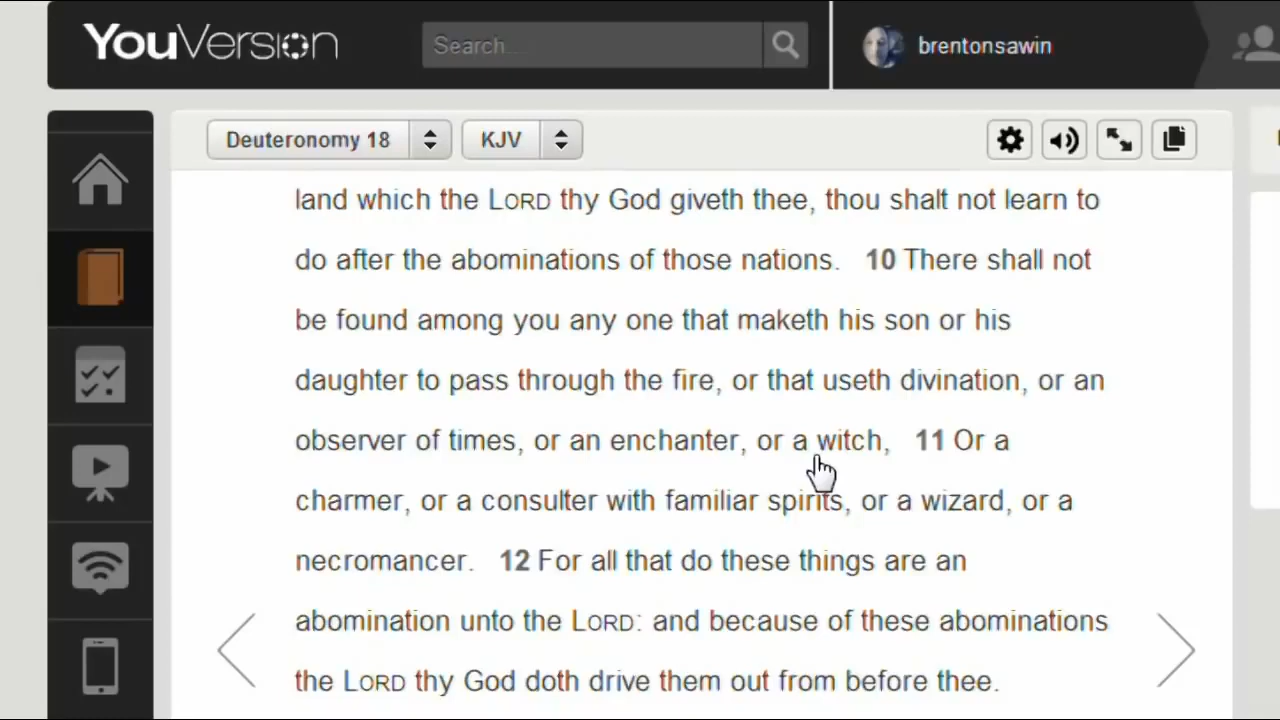 YouVersion
Search...
brentonsawin
Deuteronomy 18
KJV
land which the LORD thy God giveth thee, thou shalt not learn to
do after the abominations of those nations. 10 There shall not
be found among you any one that maketh his son or his
daughter to pass through the fire, or that useth divination, or an
observer of times, or an enchanter, or a witch, 11 Or a
charmer, or a consulter with familiar spirits, or a wizard, or a
necromancer. 12 For all that do these things are an
abomination unto the LORD: and because of these abominations
the LORD thy God doth drive them out from before thee.